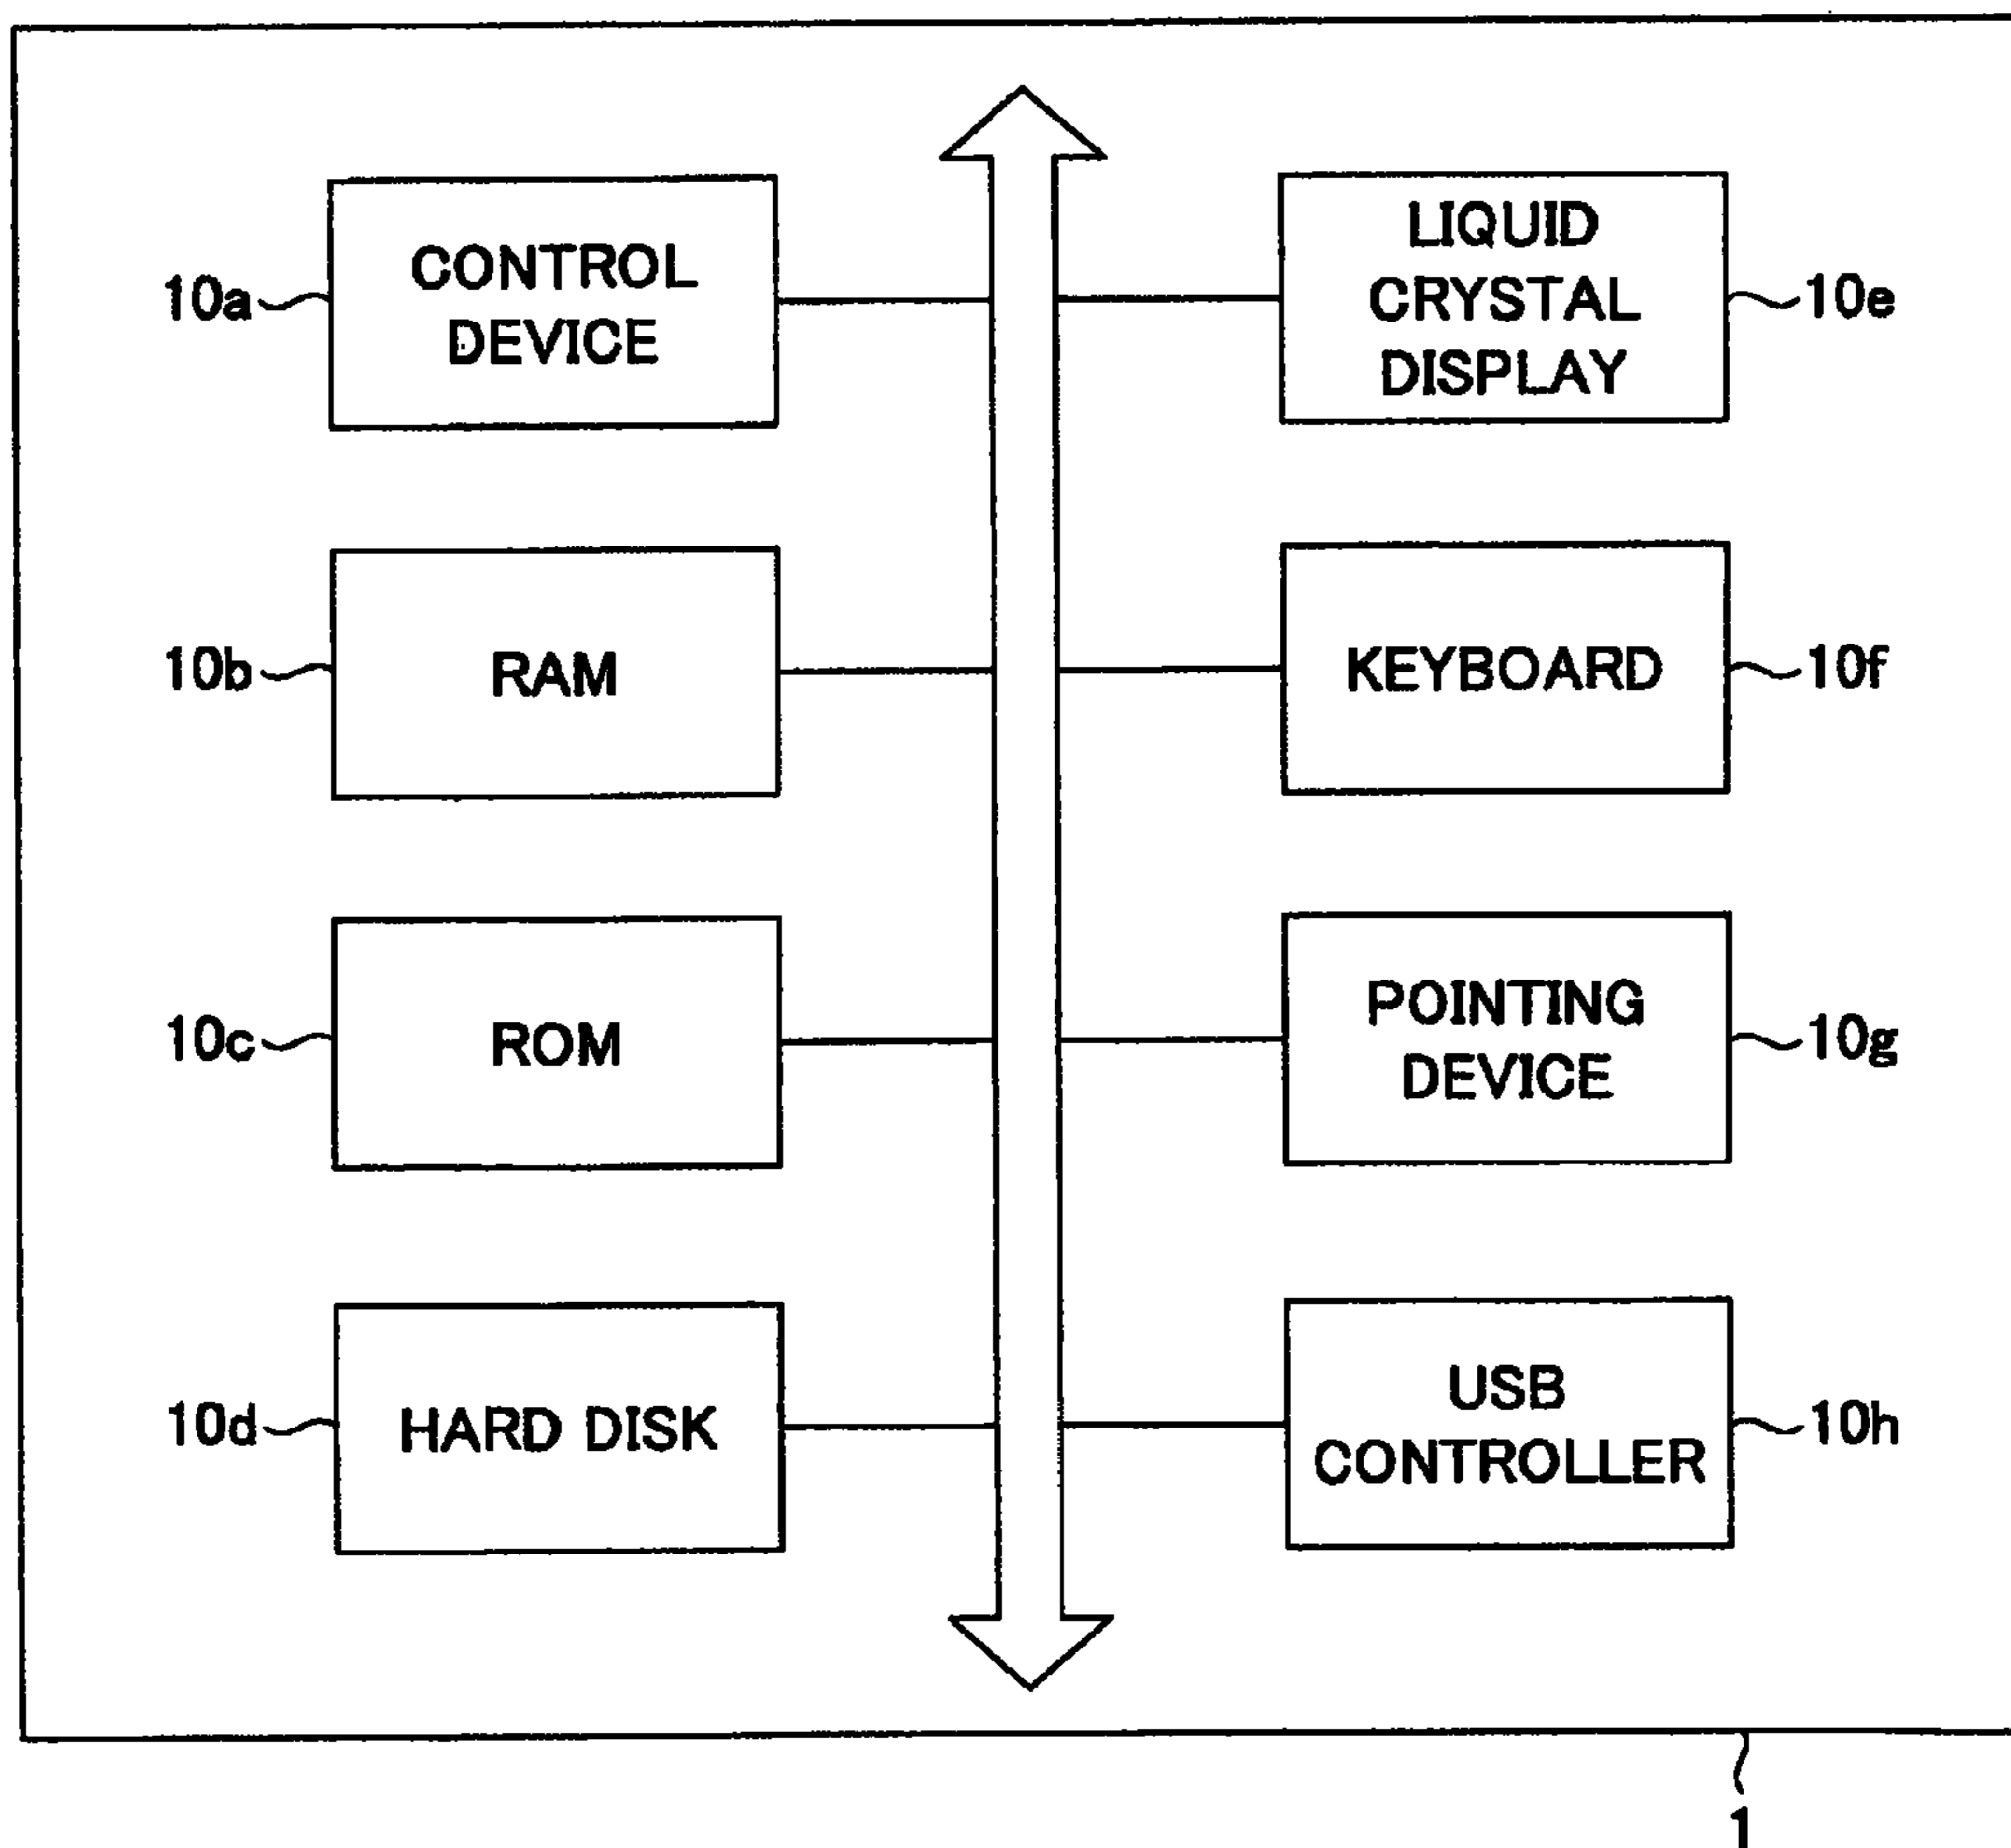 10a
CONTROL
DEVICE
LIQUID
CRYSTAL
DISPLAY
10e
10b
RAM
KEYBOARD
10f
10c
ROM
POINTING
DEVICE
10g
10d
HARD DISK
USB
CONTROLLER
10h
1